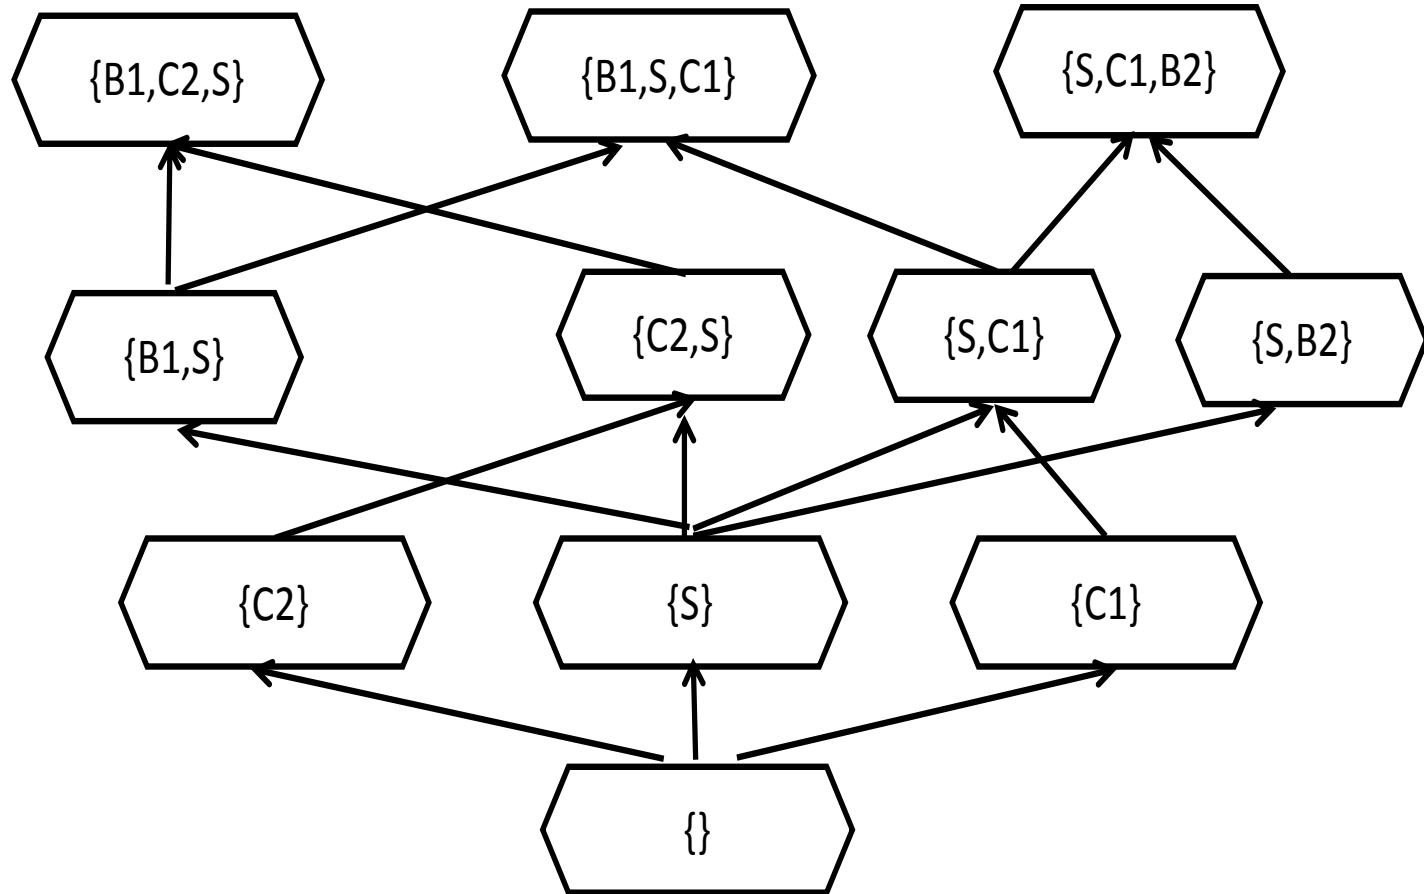 {B1,C2,S}
{B1,S,C1}
{S,C1,B2}
{B1,S}
{C2,S}
{S,C1}
{S,B2}
{C2}
{S}
{C1}
{}